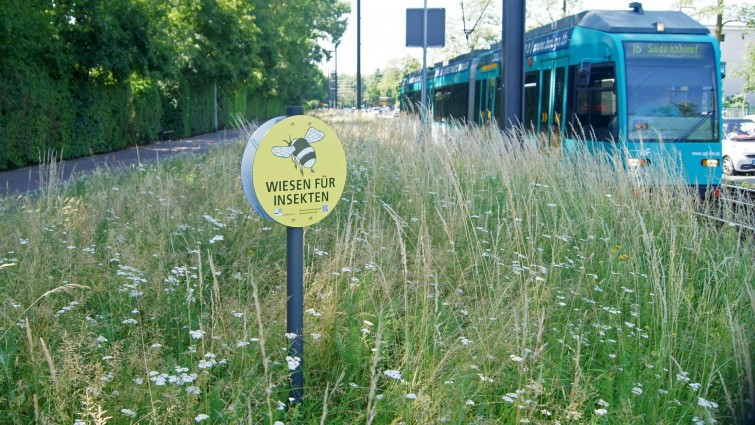 15 Südbahnhof
WIESEN FÜR
INSEKTEN